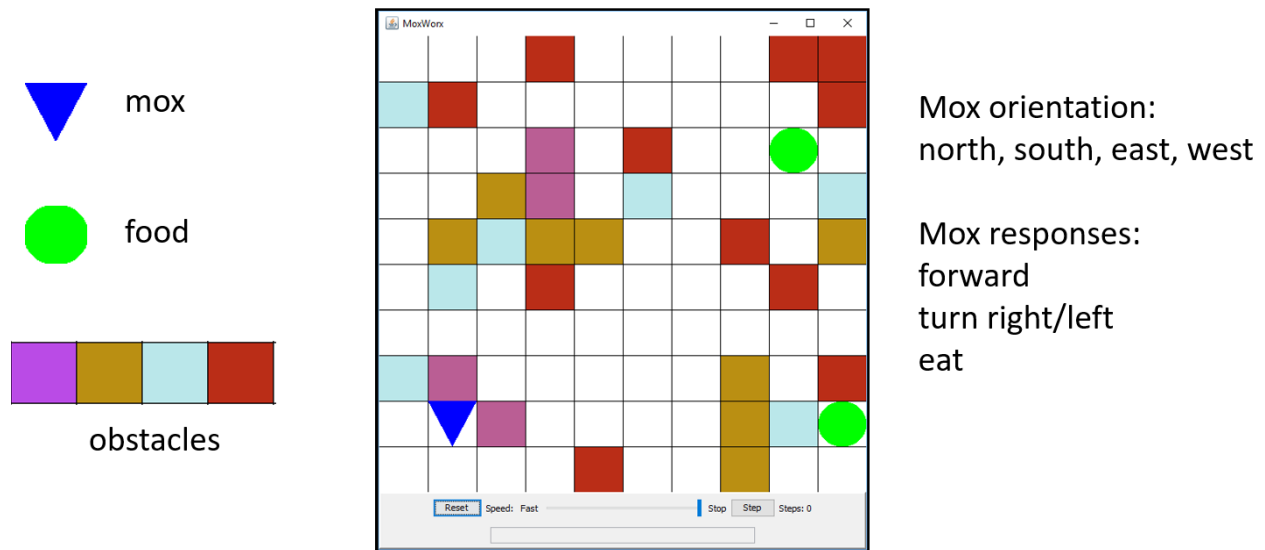 mox
food
obstacles
MoxWorx
Reset Speed: Fast Stop Step Steps: 0
Mox orientation:
north, south, east, west
Mox responses:
forward
turn right/left
eat